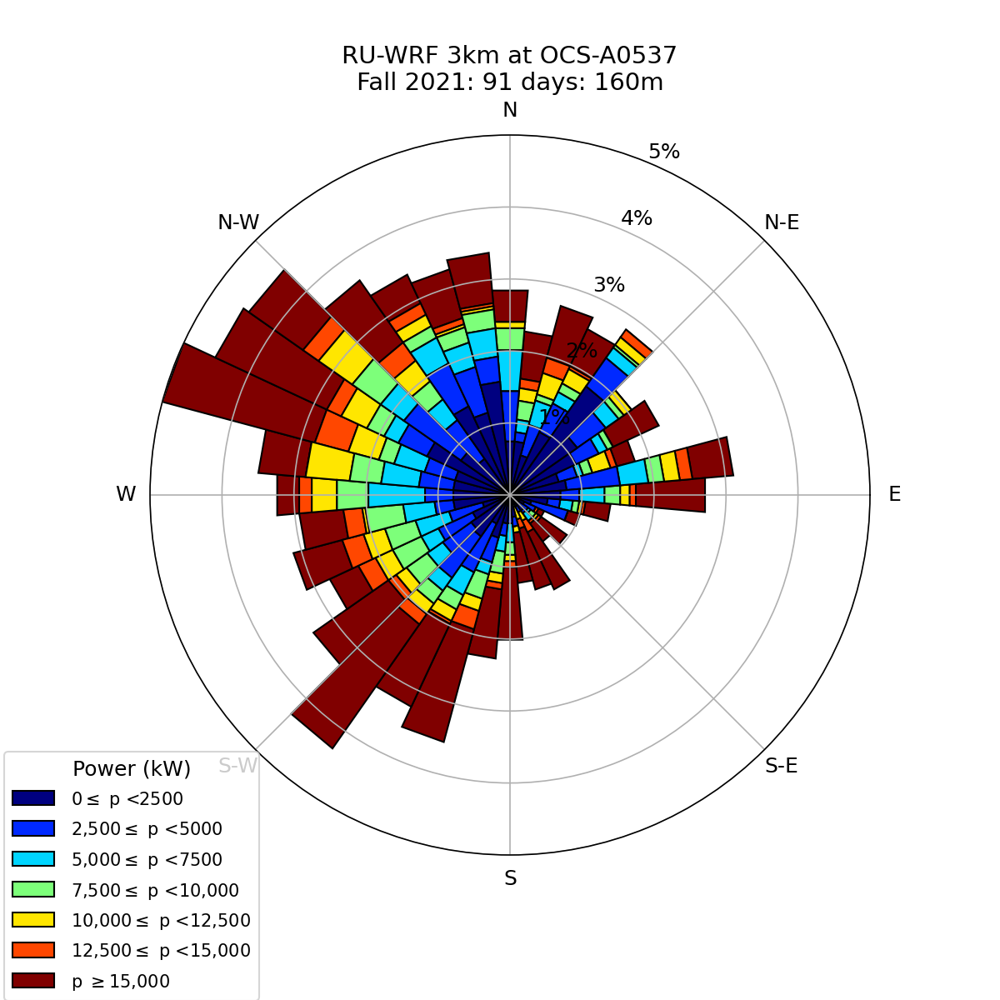 RU-WRF 3km at OCS-A0537
Fall 2021: 91 days: 160m
N
5%
N-W
4%
N-E
3%
2%
1%
W
E
S-W
S-E
S
Power (kW)
0≤ p <2500
2,500≤ p <5000
5,000≤ p <7500
7,500≤ p <10,000
10,000≤ p <12,500
12,500≤ p <15,000
p ≥15,000